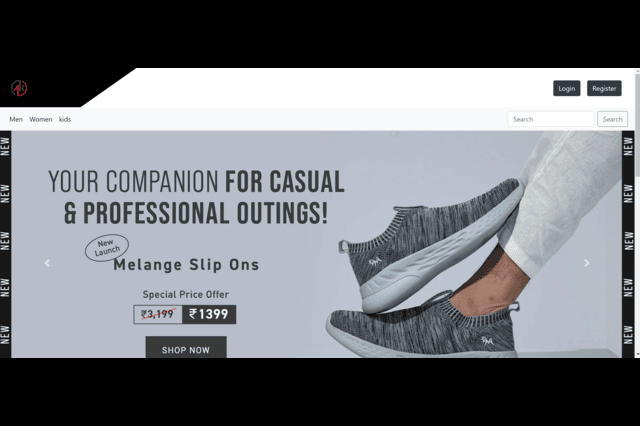 Login Register
Men Women kids Search Search
YOUR COMPANION FOR CASUAL
& PROFESSIONAL OUTINGS!
New
Launch
Melange Slip Ons
Special Price Offer
₹3,199 ₹1399
SHOP NOW
NEW NEW
NEW NEW
NEW NEW
NEW NEW
NEW NEW